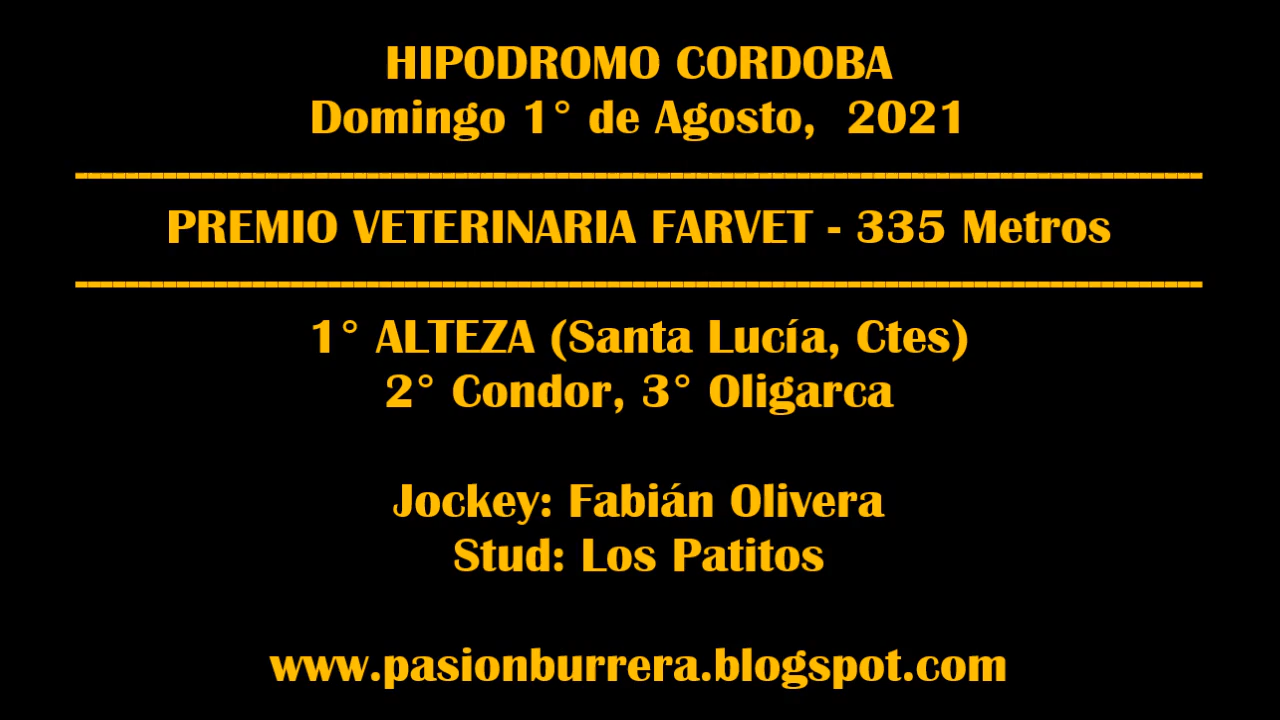 HIPODROMO CORDOBA
Domingo 1° de Agosto,  2021
PREMIO VETERINARIA FARVET - 335 Metros
1° ALTEZA (Santa Lucía, Ctes)
2° Condor, 3° Oligarca
Jockey: Fabián Olivera
Stud: Los Patitos
www.pasionburrera.blogspot.com